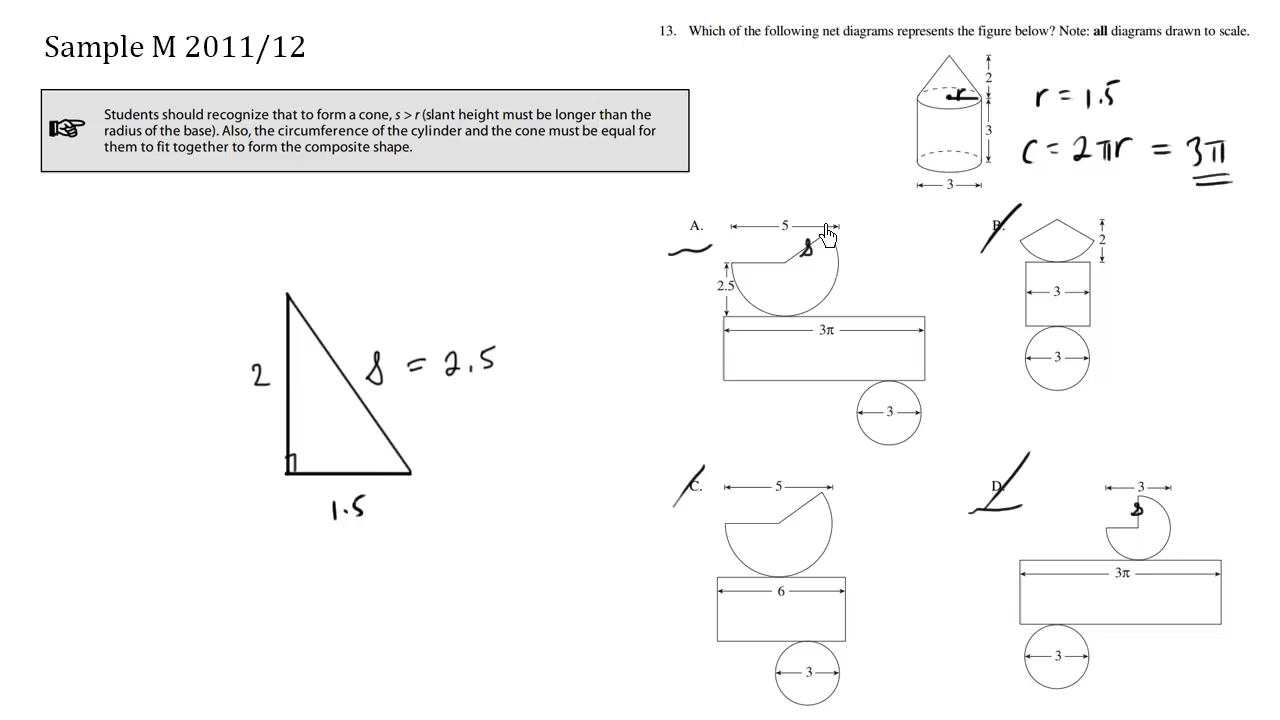 Sample M 2011/12
13. Which of the following net diagrams represents the figure below? Note: all diagrams drawn to scale.
Students should recognize that to form a cone, s > r (slant height must be longer than the
radius of the base). Also, the circumference of the cylinder and the cone must be equal for
them to fit together to form the composite shape.
2
r
3
3
r = 1.5
C = 2πr = 3π
A.
5
s
2.5
3π
3
B.
2
3
3
2
s = 2.5
1.5
C.
5
6
3
D.
3
s
3π
3